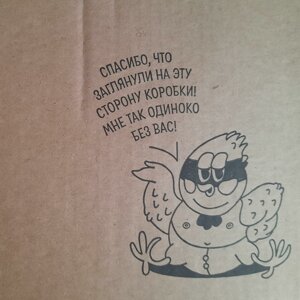 СПАСИБО, ЧТО
ЗАГЛЯНУЛИ НА ЭТУ
СТОРОНУ КОРОБКИ!
МНЕ ТАК ОДИНОКО
БЕЗ ВАС!